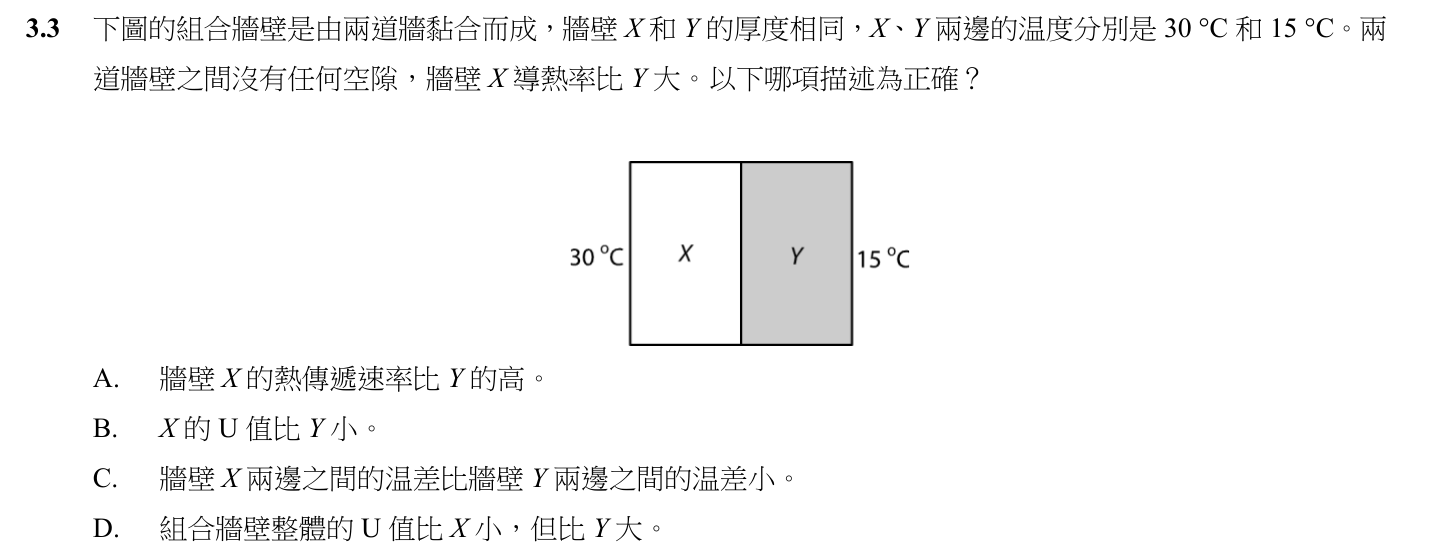 3.3 下圖的組合牆壁是由兩道牆黏合而成,牆壁 X 和 Y 的厚度相同,X、Y 兩邊的温度分別是 30 °C 和 15 °C。兩
道牆壁之間沒有任何空隙,牆壁 X 導熱率比 Y 大。以下哪項描述為正確?
30 °C X Y 15 °C
A. 牆壁 X 的熱傳遞速率比 Y 的高。
B. X 的 U 值比 Y 小。
C. 牆壁 X 兩邊之間的温差比牆壁 Y 兩邊之間的温差小。
D. 組合牆壁整體的 U 值比 X 小,但比 Y 大。